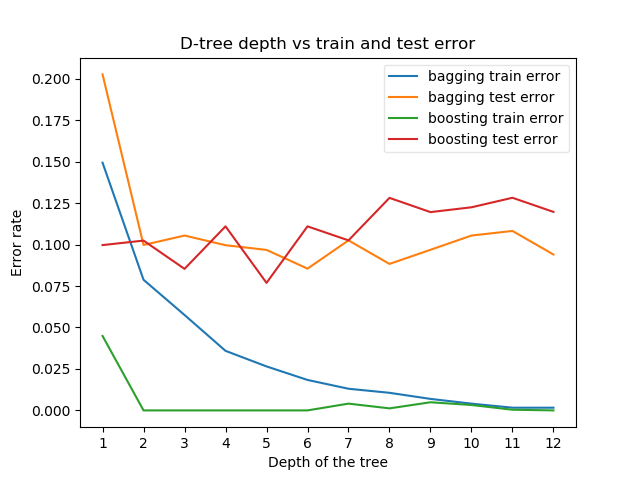 D-tree depth vs train and test error
bagging train error
bagging test error
boosting train error
boosting test error
0.200
0.175
0.150
0.125
0.100
0.075
0.050
0.025
0.000
Error rate
1 2 3 4 5 6 7 8 9 10 11 12
Depth of the tree